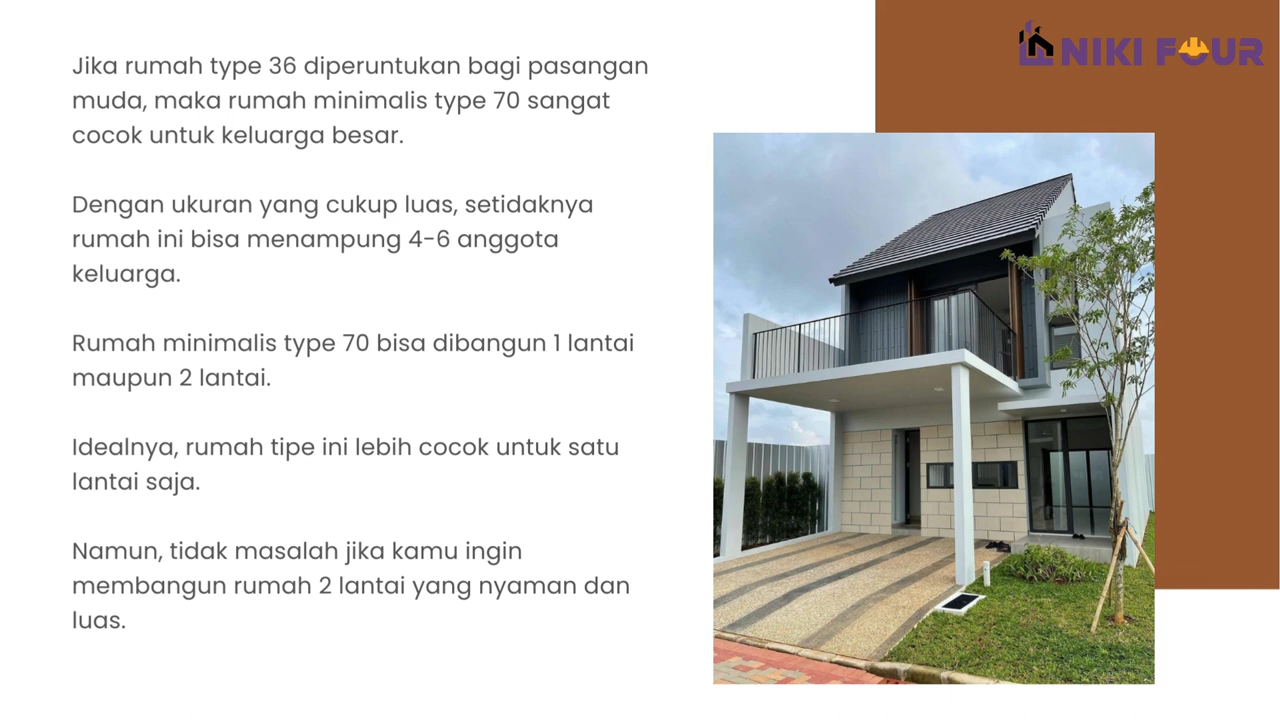 NIKI FOUR
Jika rumah type 36 diperuntukan bagi pasangan
muda, maka rumah minimalis type 70 sangat
cocok untuk keluarga besar.
Dengan ukuran yang cukup luas, setidaknya
rumah ini bisa menampung 4-6 anggota
keluarga.
Rumah minimalis type 70 bisa dibangun 1 lantai
maupun 2 lantai.
Idealnya, rumah tipe ini lebih cocok untuk satu
lantai saja.
Namun, tidak masalah jika kamu ingin
membangun rumah 2 lantai yang nyaman dan
luas.